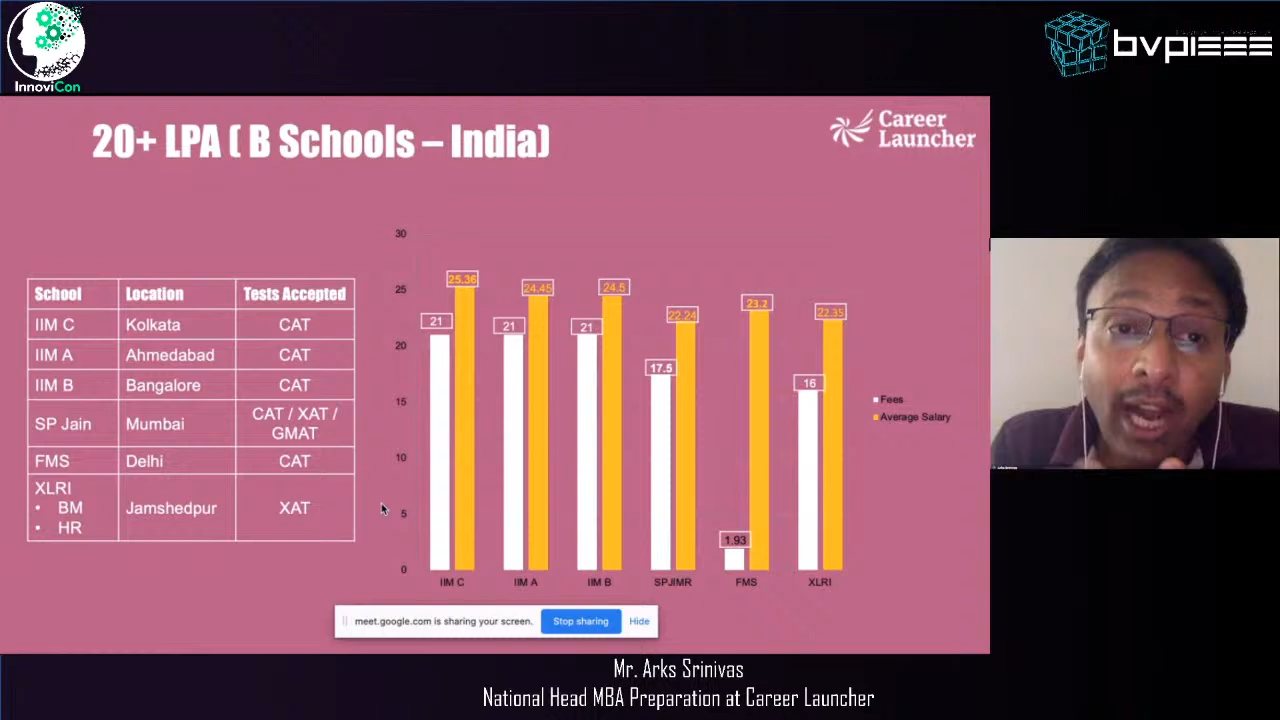 InnoviCon
bvpieee
20+ LPA ( B Schools – India)
Career
Launcher
School Location Tests Accepted
IIM C Kolkata CAT
IIM A Ahmedabad CAT
IIM B Bangalore CAT
SP Jain Mumbai CAT / XAT /
GMAT
FMS Delhi CAT
XLRI
• BM
• HR
Jamshedpur XAT
30
25
20
15
10
5
0
21 25.36
21 24.45
21 24.5
17.5 22.24
1.93 23.2
16 22.35
IIM C IIM A IIM B SPJIMR FMS XLRI
Fees
Average Salary
meet.google.com is sharing your screen. Stop sharing Hide
Mr. Arks Srinivas
National Head MBA Preparation at Career Launcher